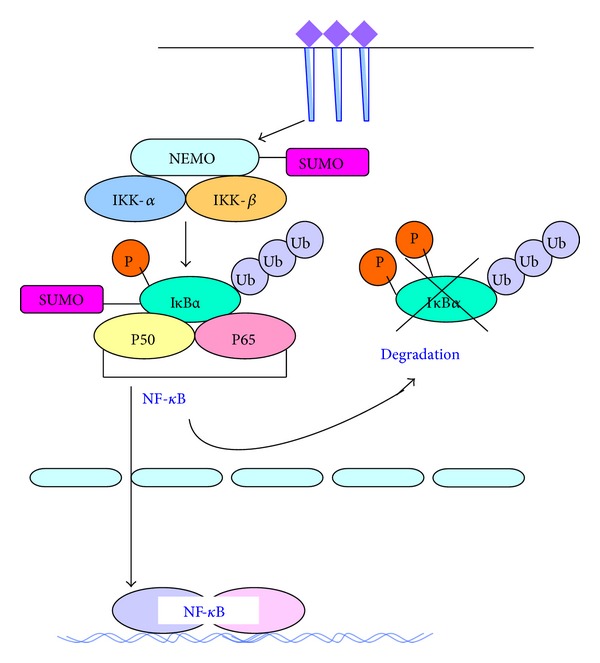 NEMO
SUMO
IKK-α
IKK-β
P
Ub
Ub
Ub
SUMO
IκBα
P50
P65
NF-κB
P
P
Ub
Ub
Ub
IκBα
Degradation
NF-κB